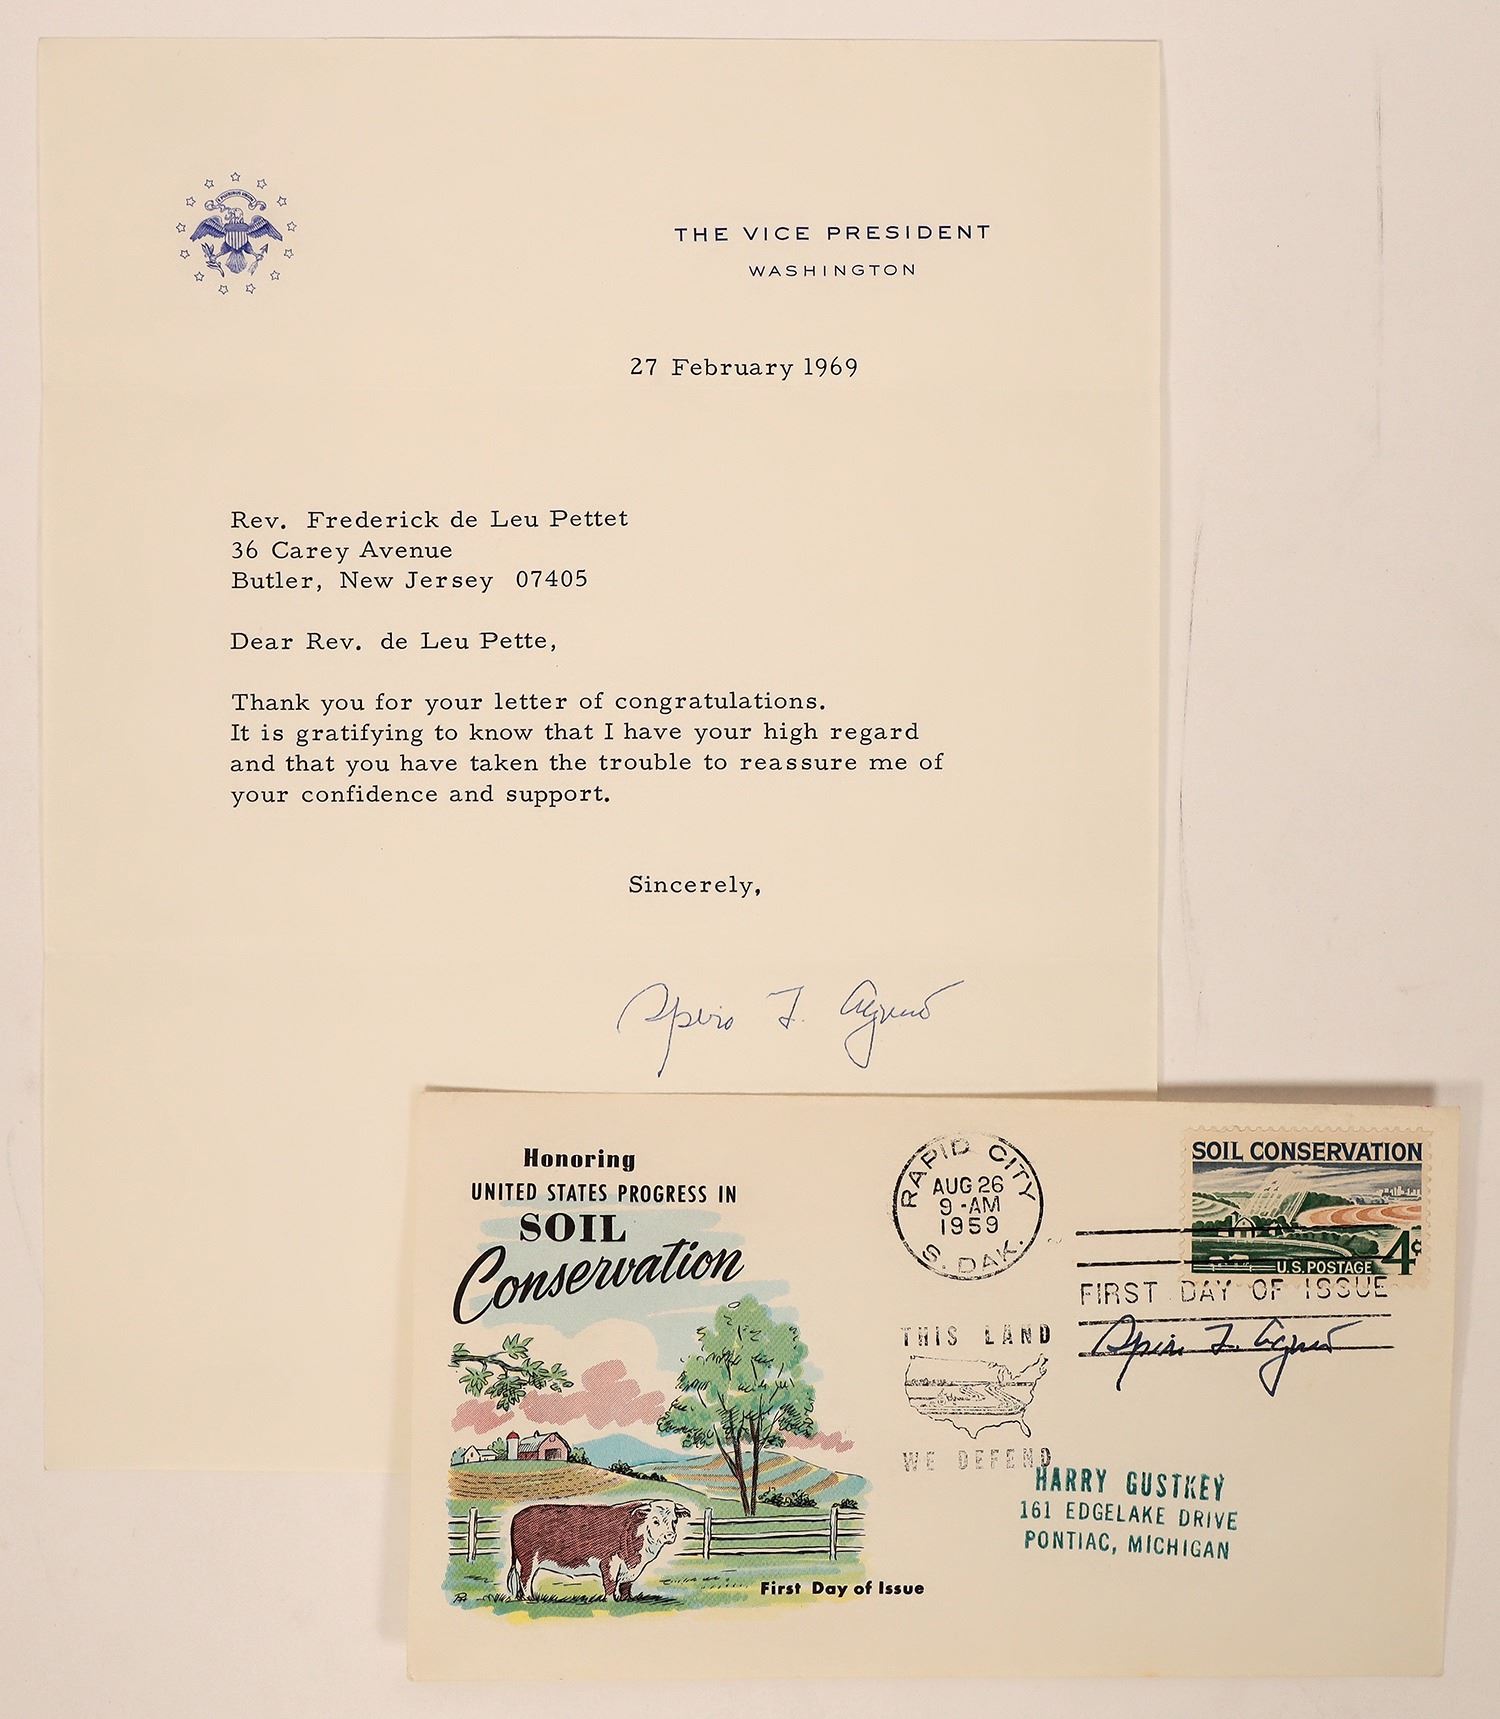 THE VICE PRESIDENT
WASHINGTON
27 February 1969
Rev. Frederick de Leu Pettet
36 Carey Avenue
Butler, New Jersey 07405
Dear Rev. de Leu Pette,
Thank you for your letter of congratulations.
It is gratifying to know that I have your high regard
and that you have taken the trouble to reassure me of
your confidence and support.
Sincerely,
Spiro T. Agnew
Honoring
UNITED STATES PROGRESS IN
SOIL
Conservation
First Day of Issue
RAPID CITY
AUG 26
9 -AM
1959
S. DAK.
SOIL CONSERVATION
4¢
U.S. POSTAGE
FIRST DAY OF ISSUE
Spiro T. Agnew
THIS LAND
WE DEFEND
HARRY GUSTKEY
161 EDGELAKE DRIVE
PONTIAC, MICHIGAN